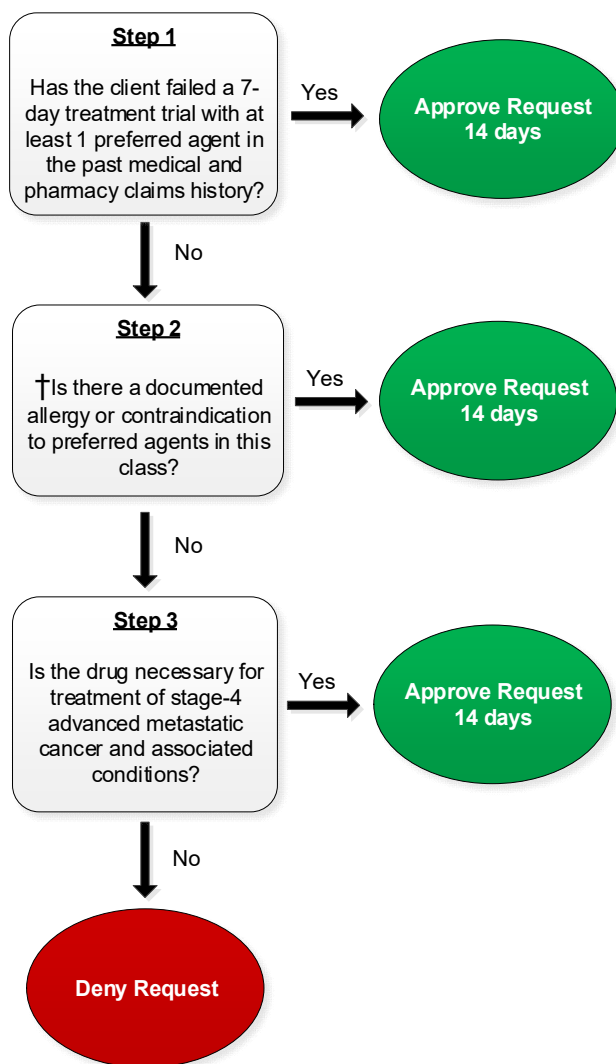 Step 1
Has the client failed a 7-
day treatment trial with at
least 1 preferred agent in
the past medical and
pharmacy claims history?
Yes
Approve Request
14 days
No
Step 2
†Is there a documented
allergy or contraindication
to preferred agents in this
class?
Yes
Approve Request
14 days
No
Step 3
Is the drug necessary for
treatment of stage-4
advanced metastatic
cancer and associated
conditions?
Yes
Approve Request
14 days
No
Deny Request